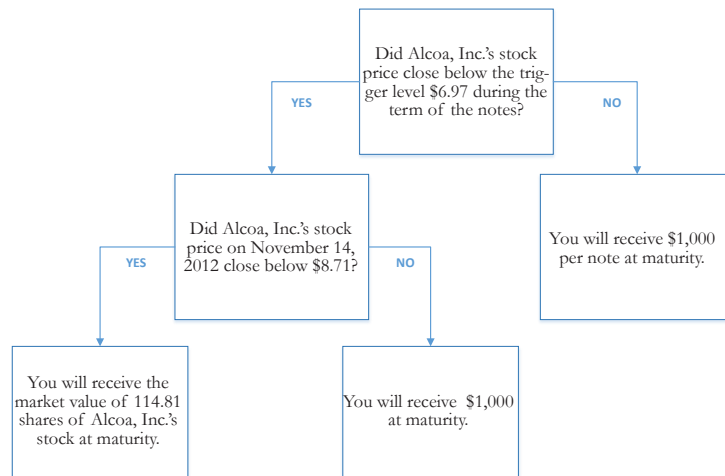 Did Alcoa, Inc.'s stock
price close below the trig-
ger level $6.97 during the
term of the notes?
YES
NO
Did Alcoa, Inc.'s stock
price on November 14,
2012 close below $8.71?
You will receive $1,000
per note at maturity.
YES
NO
You will receive the
market value of 114.81
shares of Alcoa, Inc.'s
stock at maturity.
You will receive  $1,000
at maturity.